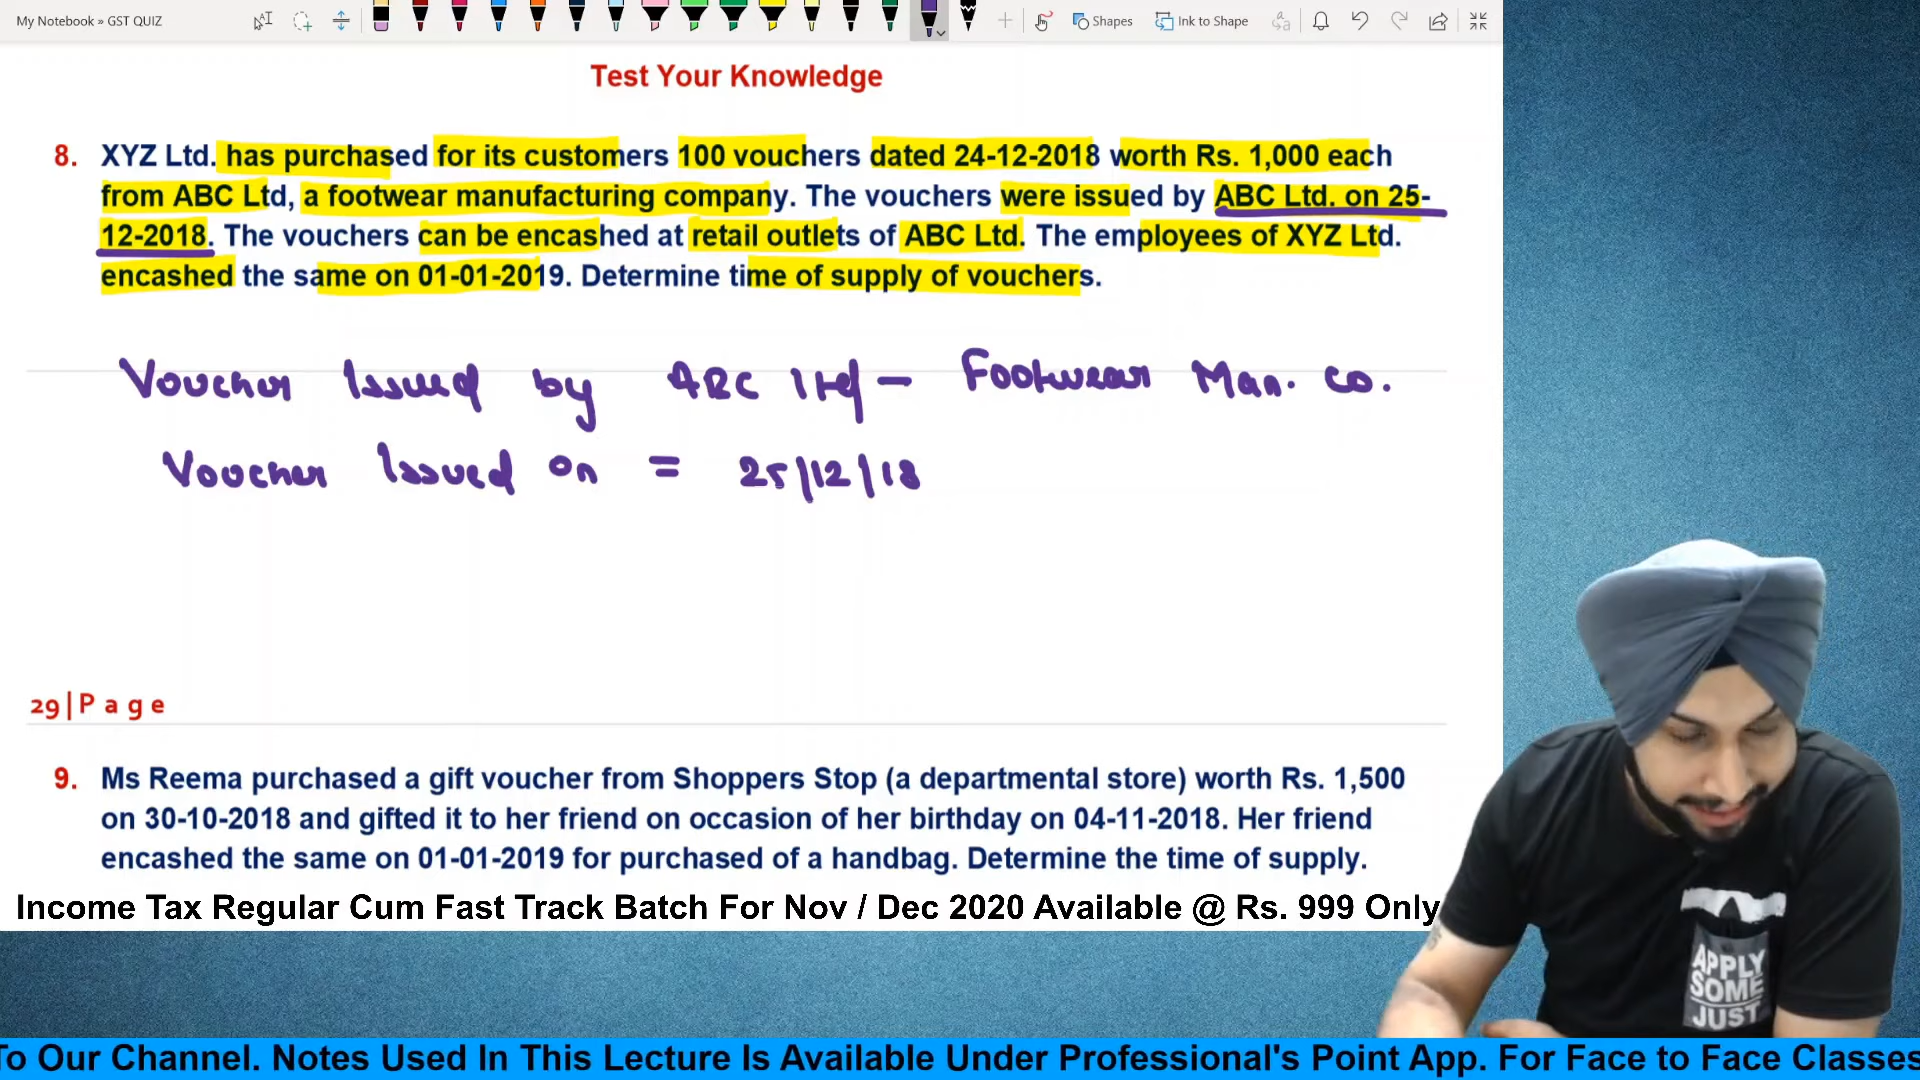 My Notebook » GST QUIZ
Shapes
Ink to Shape
Test Your Knowledge
8. XYZ Ltd. has purchased for its customers 100 vouchers dated 24-12-2018 worth Rs. 1,000 each
from ABC Ltd, a footwear manufacturing company. The vouchers were issued by ABC Ltd. on 25-
12-2018. The vouchers can be encashed at retail outlets of ABC Ltd. The employees of XYZ Ltd.
encashed the same on 01-01-2019. Determine time of supply of vouchers.
Voucher Issued by ABC Ltd - Footwear Man. Co.
Voucher Issued on = 25/12/18
29|Page
9. Ms Reema purchased a gift voucher from Shoppers Stop (a departmental store) worth Rs. 1,500
on 30-10-2018 and gifted it to her friend on occasion of her birthday on 04-11-2018. Her friend
encashed the same on 01-01-2019 for purchased of a handbag. Determine the time of supply.
Income Tax Regular Cum Fast Track Batch For Nov / Dec 2020 Available @ Rs. 999 Only
APPLY
SOME
JUST
To Our Channel. Notes Used In This Lecture Is Available Under Professional's Point App. For Face to Face Classes